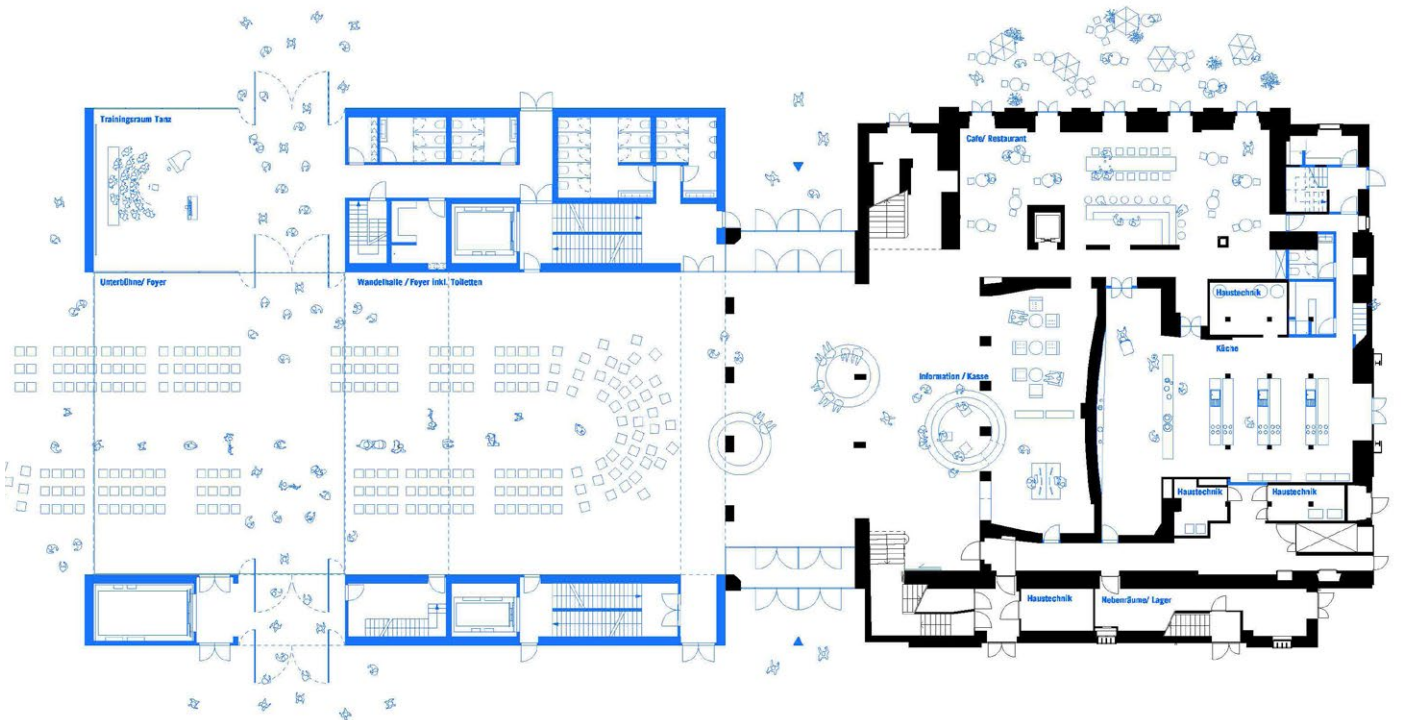 Trainingsraum Tanz
Cafe/ Restaurant
Unterbühne/ Foyer
Wandelhalle / Foyer inkl. Toiletten
Haustechnik
Küche
Information / Kasse
Haustechnik
Haustechnik
Haustechnik
Nebenräume/ Lager